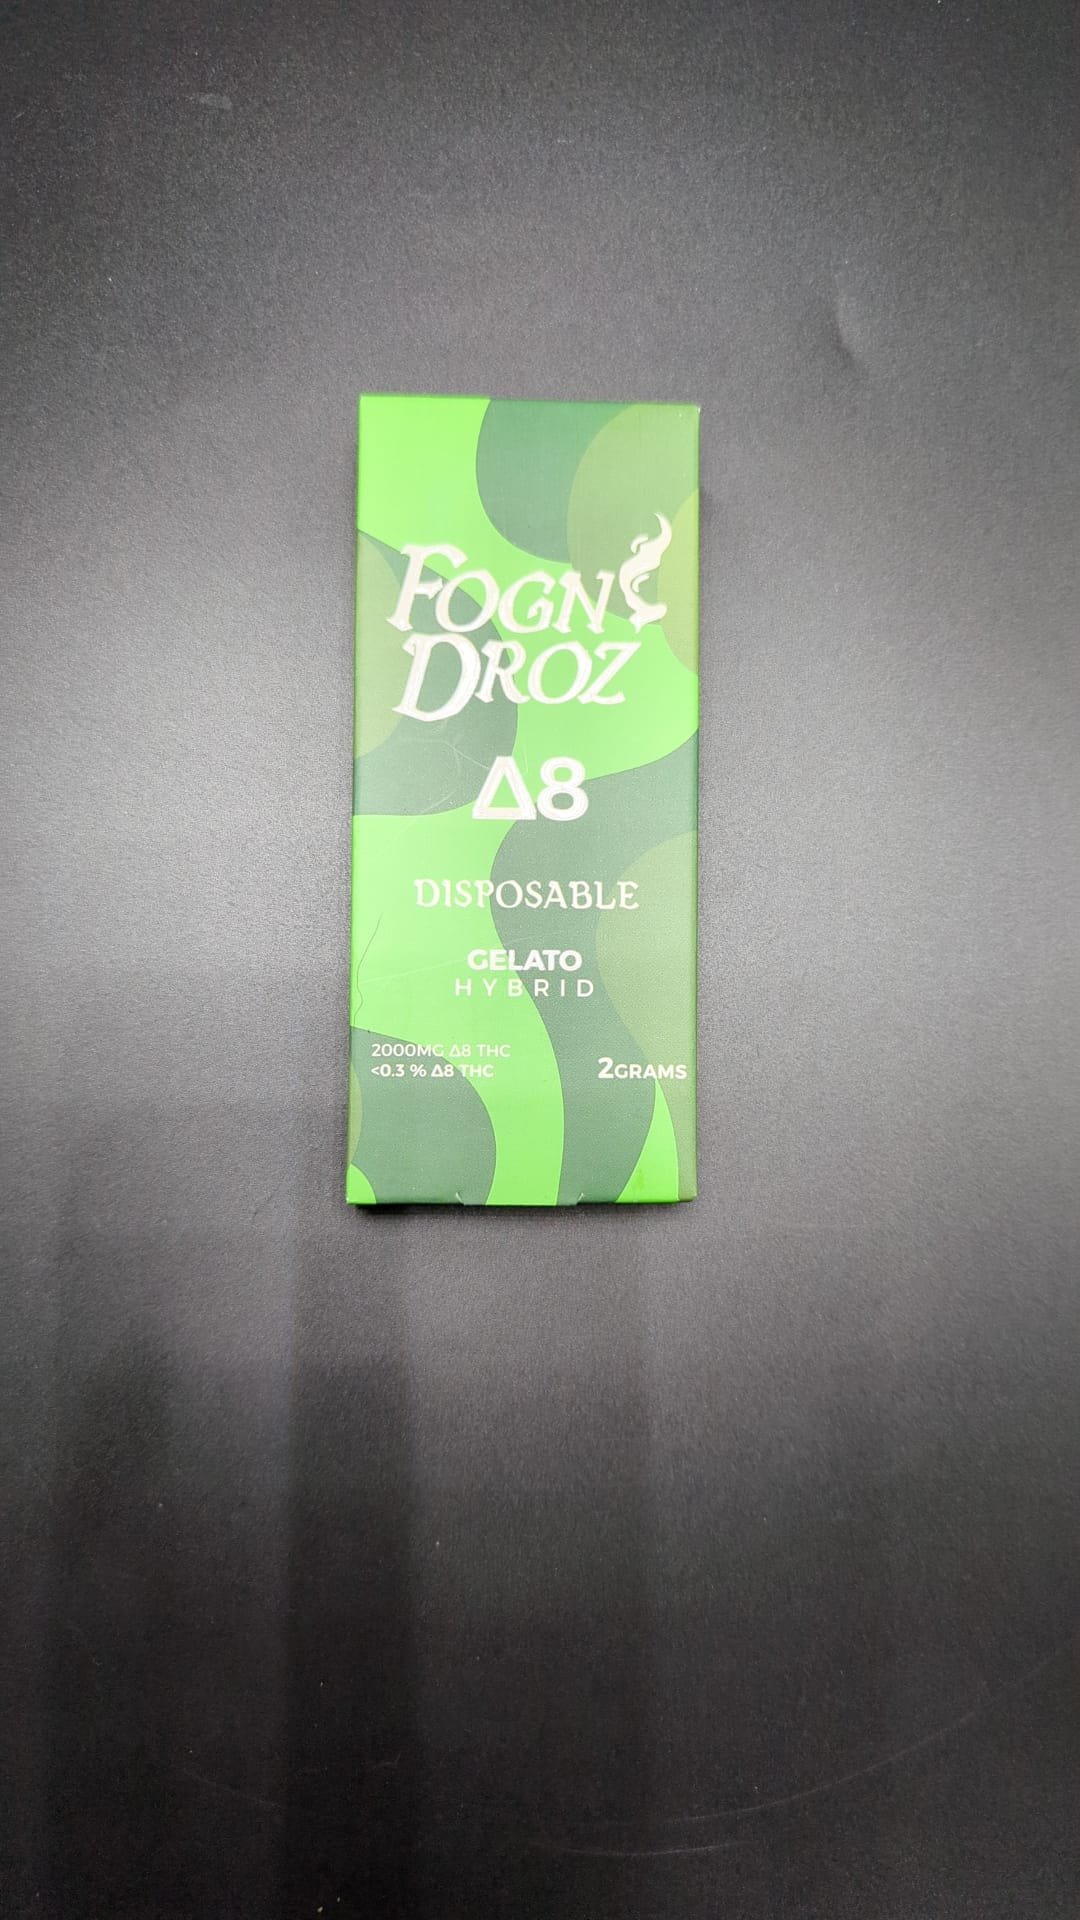 FOGN
DROZ
Δ8
DISPOSABLE
GELATO
HYBRID
2000MG Δ8 THC
<0.3 % Δ8 THC
2GRAMS